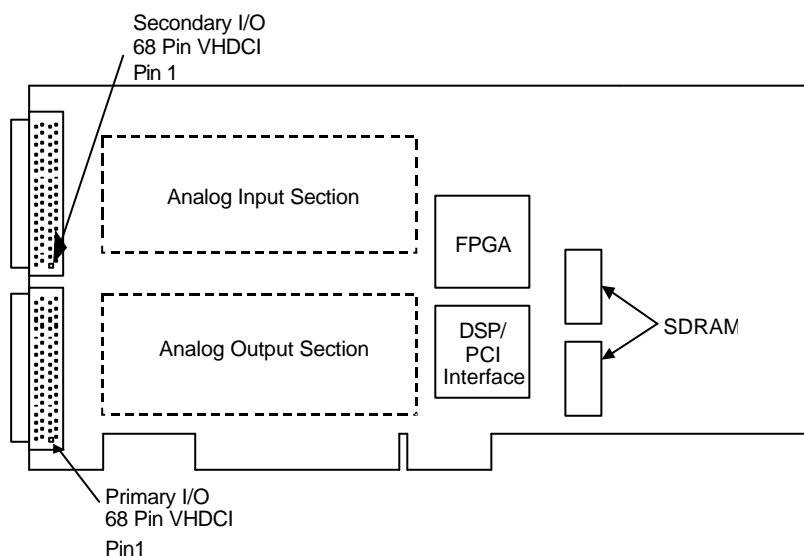 Secondary I/O
68 Pin VHDCI
Pin 1
Analog Input Section
FPGA
Analog Output Section
DSP/
PCI
Interface
SDRAM
Primary I/O
68 Pin VHDCI
Pin1